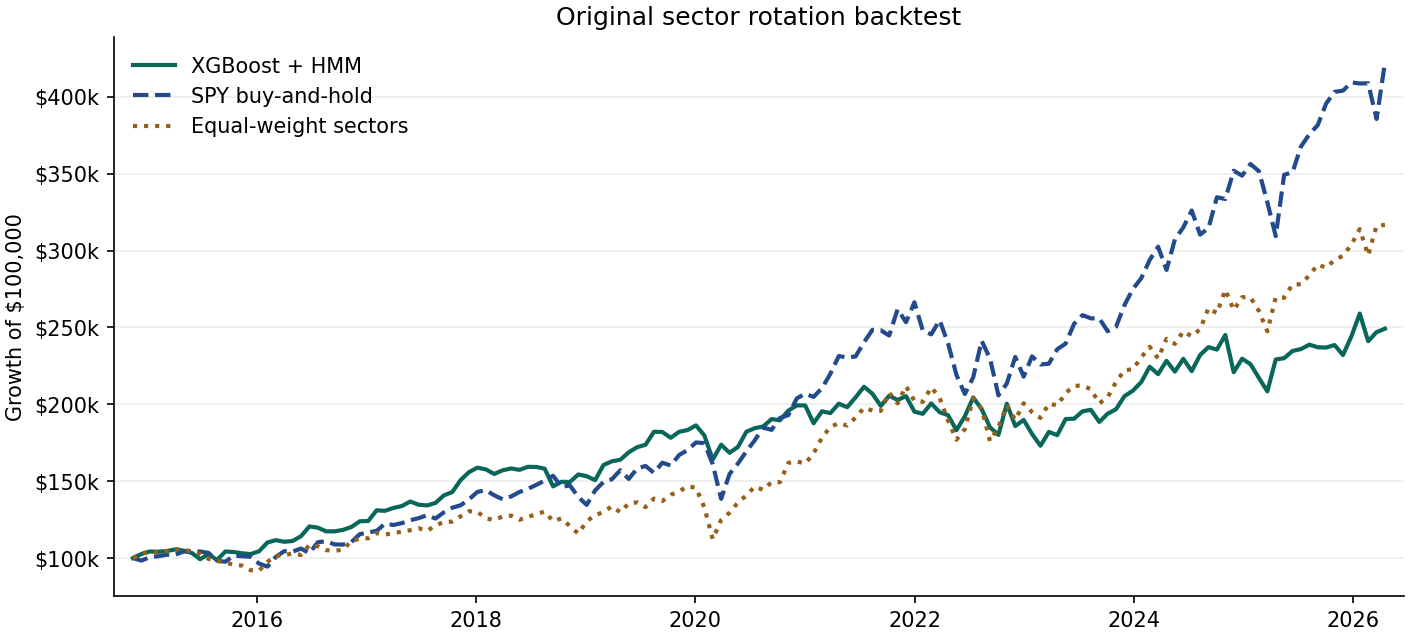 Original sector rotation backtest
XGBoost + HMM
SPY buy-and-hold
Equal-weight sectors
Growth of $100,000
$400k
$350k
$300k
$250k
$200k
$150k
$100k
2016
2018
2020
2022
2024
2026